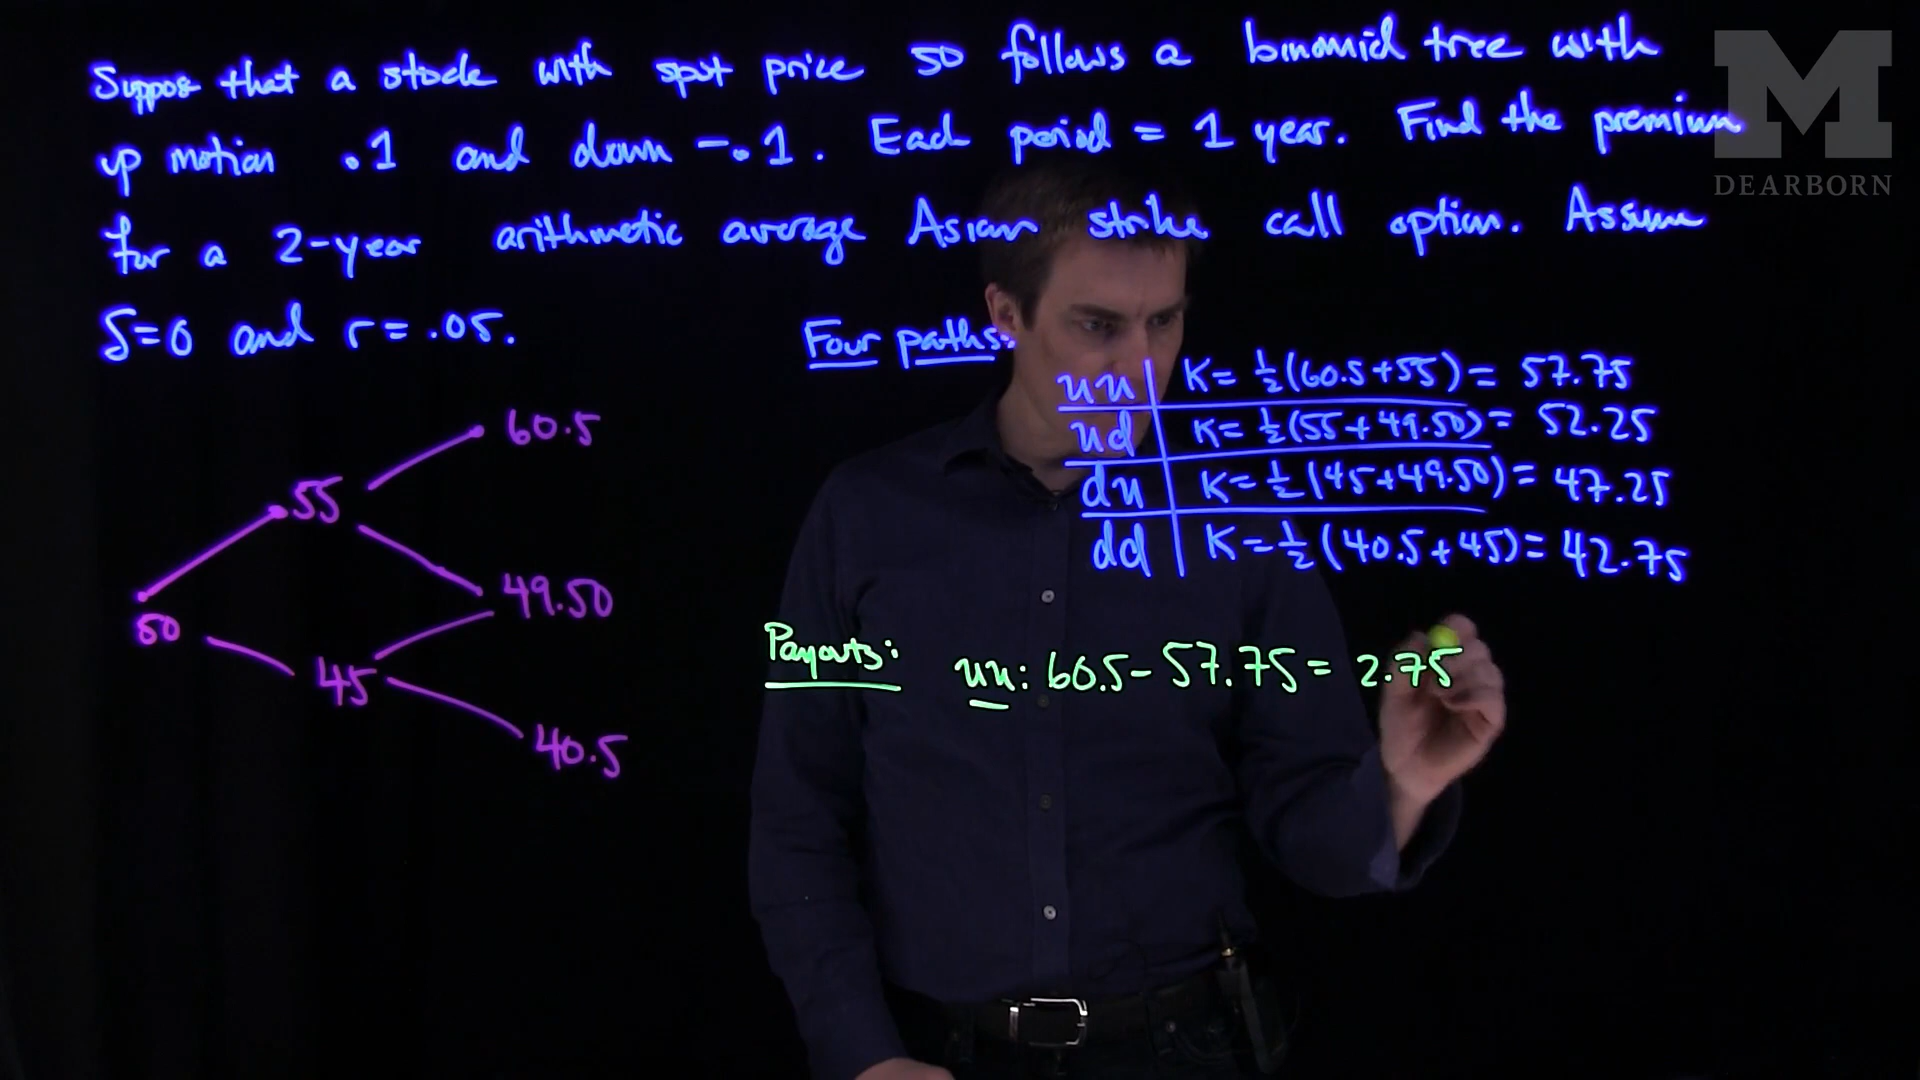 Suppose that a stock with spot price 50 follows a binomial tree with
up motion .1 and down -.1. Each period = 1 year. Find the premium
for a 2-year arithmetic average Asian strike call option. Assume
δ=0 and r=.05.
Four paths:
uu K=½(60.5+55)=57.75
ud K=½(55+49.50)=52.25
du K=½(45+49.50)=47.25
dd K=½(40.5+45)=42.75
60.5
55
49.50
50
45
40.5
Payouts: uu: 60.5-57.75=2.75
M
DEARBORN